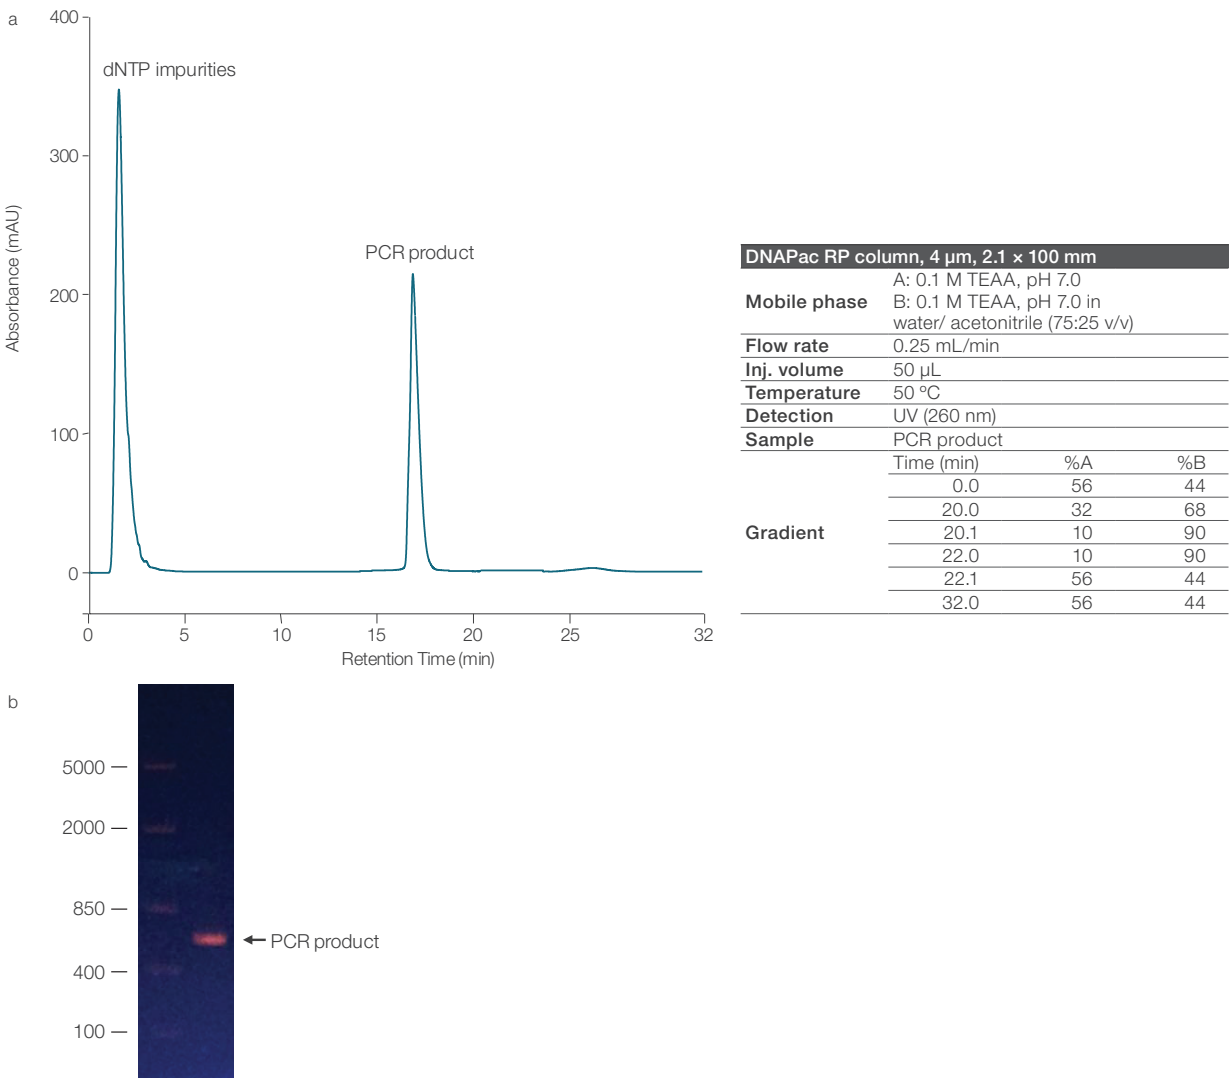 a
400
300
200
100
0
Absorbance (mAU)
dNTP impurities
PCR product
0 5 10 15 20 25 32
Retention Time (min)
DNAPac RP column, 4 µm, 2.1 × 100 mm
Mobile phase
A: 0.1 M TEAA, pH 7.0
B: 0.1 M TEAA, pH 7.0 in
water/ acetonitrile (75:25 v/v)
Flow rate 0.25 mL/min
Inj. volume 50 µL
Temperature 50 ºC
Detection UV (260 nm)
Sample PCR product
Gradient
Time (min) %A %B
0.0 56 44
20.0 32 68
20.1 10 90
22.0 10 90
22.1 56 44
32.0 56 44
b
5000
2000
850
PCR product
400
100